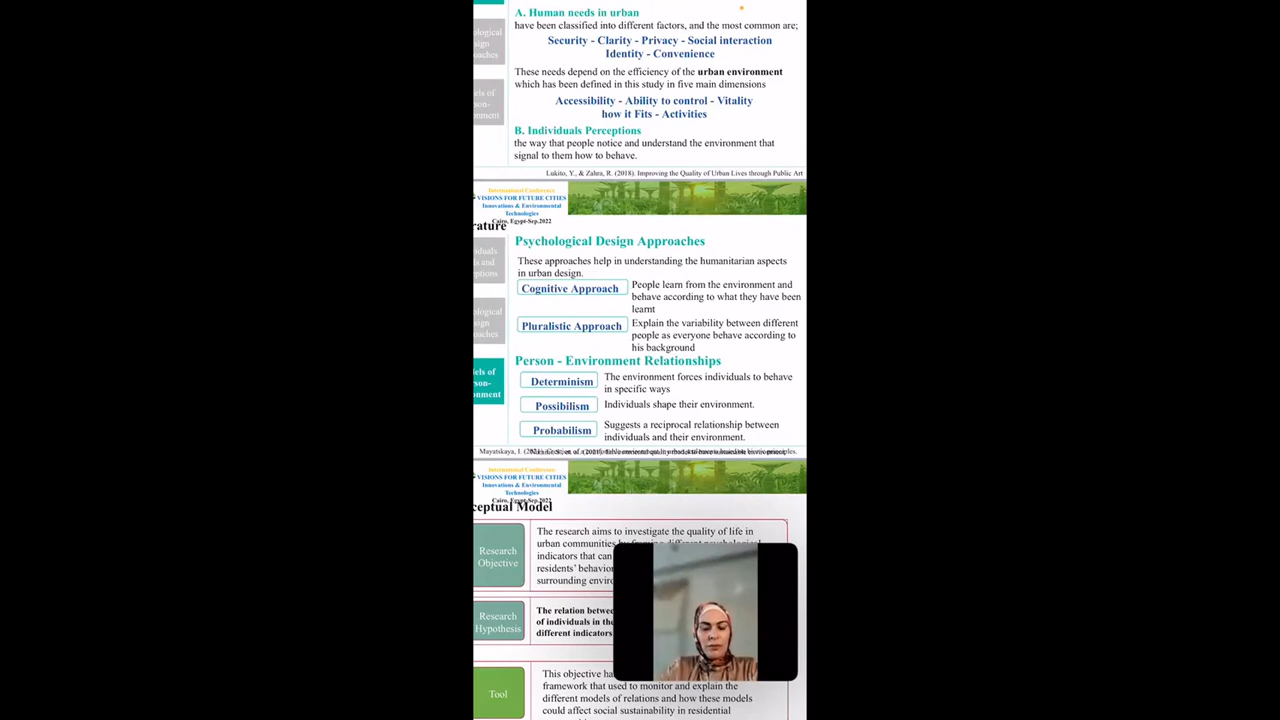 A. Human needs in urban
have been classified into different factors, and the most common are;
Security - Clarity - Privacy - Social interaction
Identity - Convenience
These needs depend on the efficiency of the urban environment
which has been defined in this study in five main dimensions
Accessibility - Ability to control - Vitality
how it Fits - Activities
B. Individuals Perceptions
the way that people notice and understand the environment that
signal to them how to behave.
Lukito, Y., & Zahra, R. (2018). Improving the Quality of Urban Lives through Public Art
International Conference
VISIONS FOR FUTURE CITIES
Innovations & Environmental
Technologies
Cairo, Egypt-Sep.2022
rature
Psychological Design Approaches
These approaches help in understanding the humanitarian aspects
in urban design.
Cognitive Approach
People learn from the environment and
behave according to what they have been
learnt
Pluralistic Approach
Explain the variability between different
people as everyone behave according to
his background
Person - Environment Relationships
Determinism
The environment forces individuals to behave
in specific ways
Possibilism
Individuals shape their environment.
Probabilism
Suggests a reciprocal relationship between
individuals and their environment.
Mayatskaya, I.
International Conference
VISIONS FOR FUTURE CITIES
Innovations & Environmental
Technologies
Cairo, Egypt-Sep.2022
ceptual Model
Research
Objective
The research aims to investigate the quality of life in
urban communities
indicators that can
residents' behavio
surrounding enviro
Research
Hypothesis
The relation betwe
of individuals in the
different indicators
Tool
This objective ha
framework that used to monitor and explain the
different models of relations and how these models
could affect social sustainability in residential